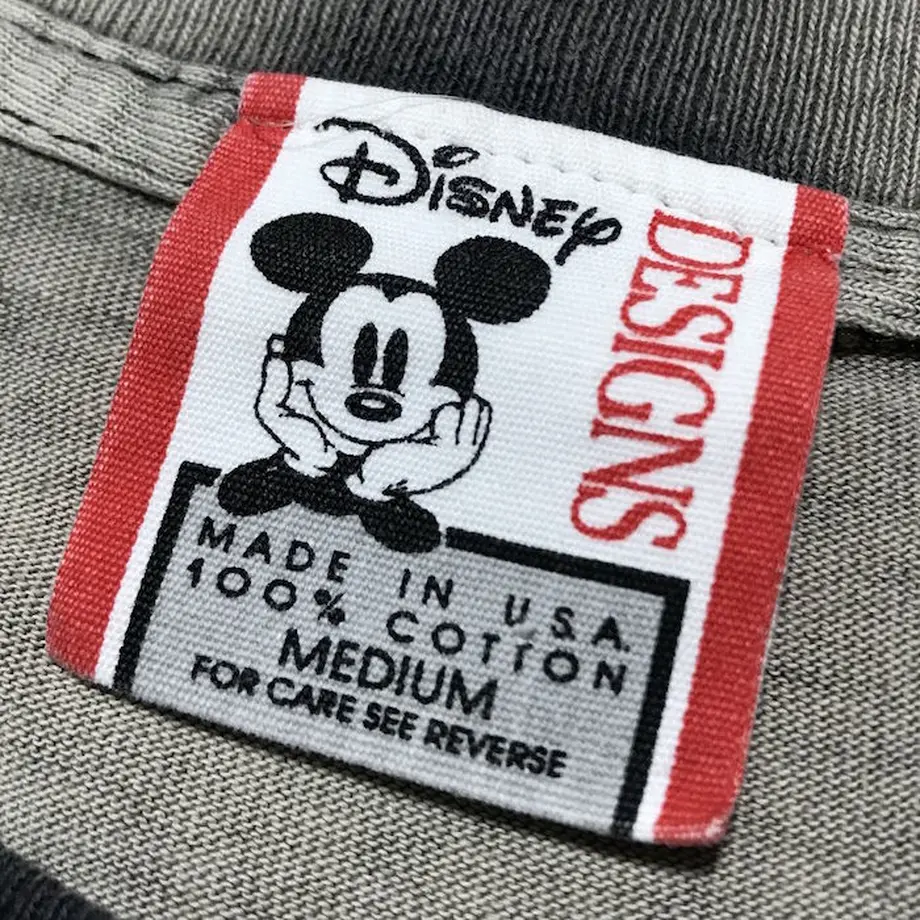 Disney
DESIGNS
MADE IN U.S.A.
100% COTTON
MEDIUM
FOR CARE SEE REVERSE